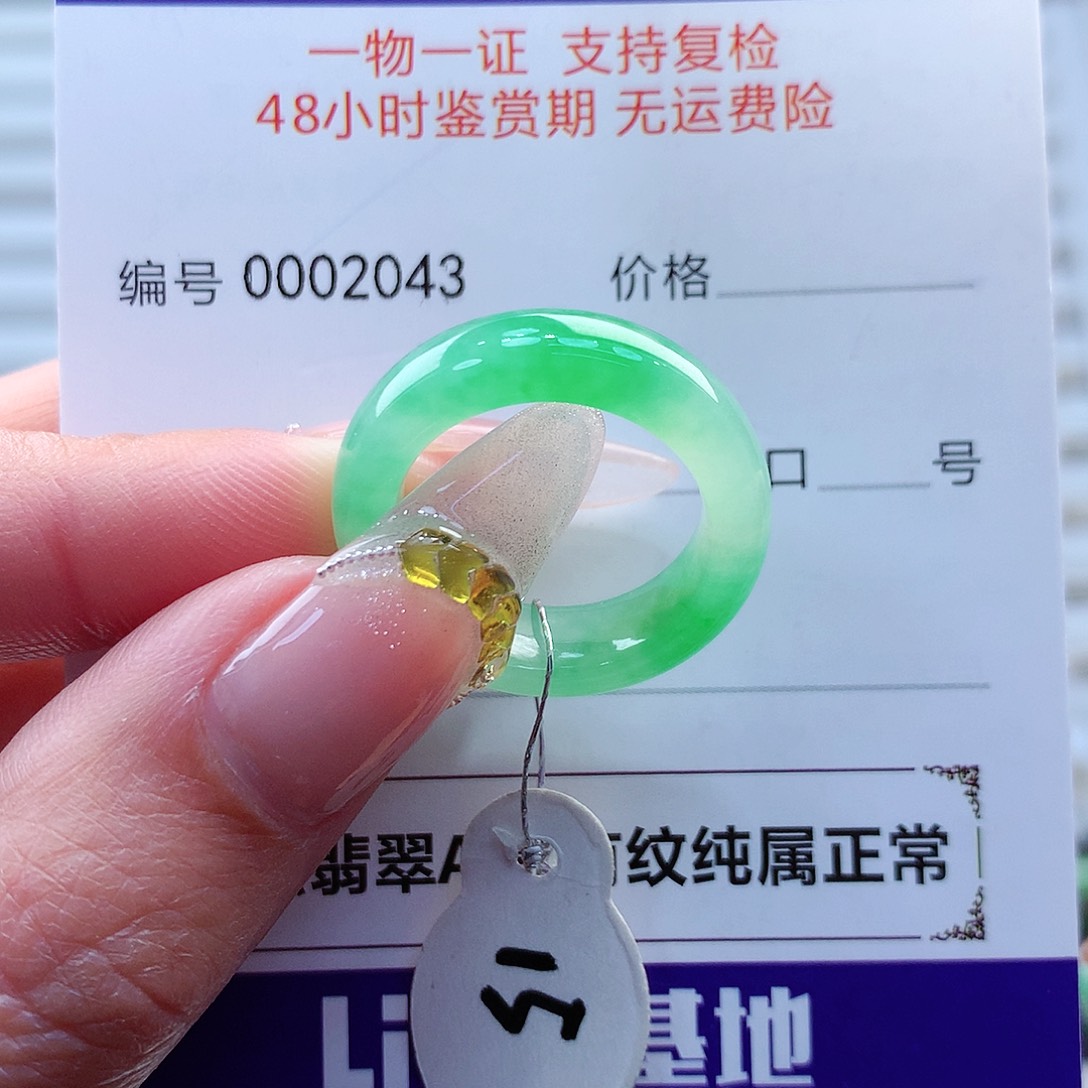 一物一证 支持复检
48小时鉴赏期 无运费险
编号 0002043 价格
口 号
翡翠A 纹纯属正常
51
Li 基地